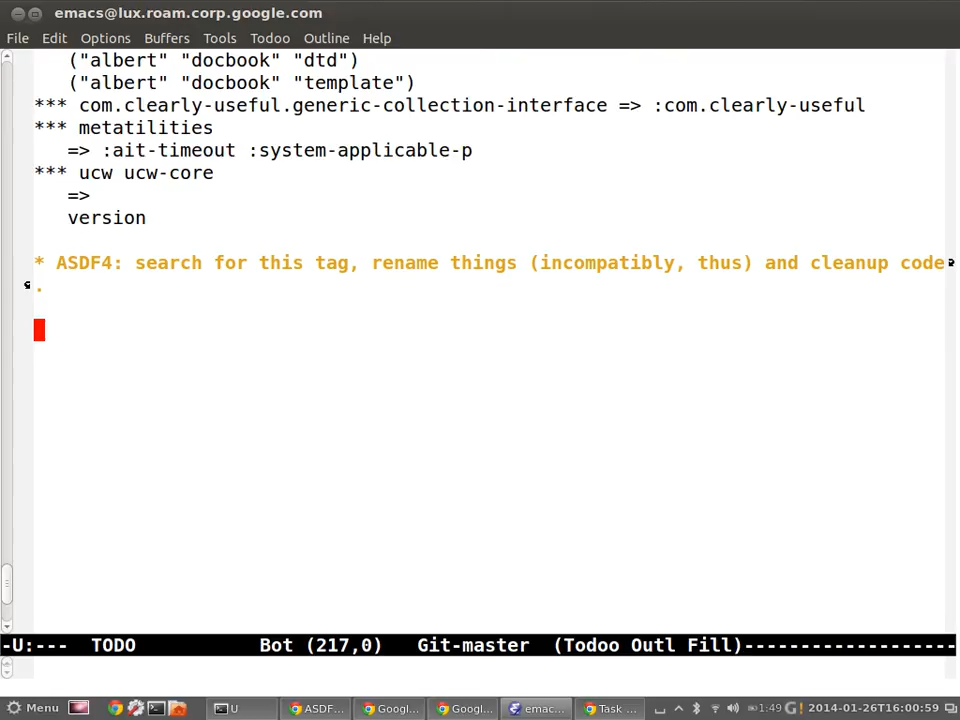 emacs@lux.roam.corp.google.com
File Edit Options Buffers Tools Todoo Outline Help
("albert" "docbook" "dtd")
("albert" "docbook" "template")
*** com.clearly-useful.generic-collection-interface => :com.clearly-useful
*** metatilities
=> :ait-timeout :system-applicable-p
*** ucw ucw-core
=>
version
* ASDF4: search for this tag, rename things (incompatibly, thus) and cleanup code
.
-U:--- TODO Bot (217,0) Git-master (Todoo Outl Fill)-------------------
Menu U ASDF... Googl... Googl... emac... Task ... 1:49 2014-01-26T16:00:59